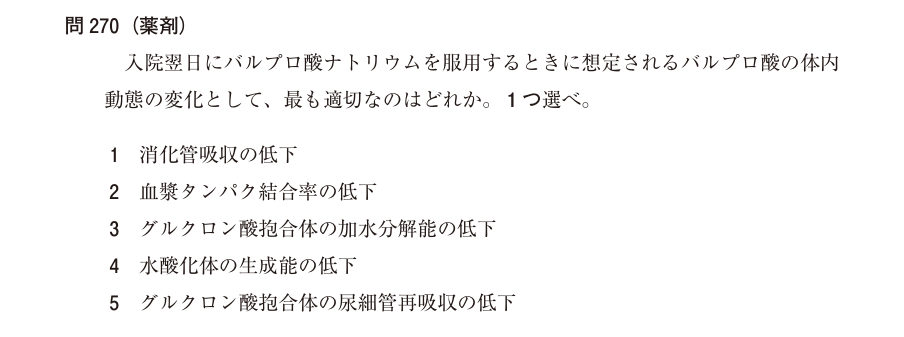 問 270（薬剤）
入院翌日にバルプロ酸ナトリウムを服用するときに想定されるバルプロ酸の体内
動態の変化として、最も適切なのはどれか。1つ選べ。
1 消化管吸収の低下
2 血漿タンパク結合率の低下
3 グルクロン酸抱合体の加水分解能の低下
4 水酸化体の生成能の低下
5 グルクロン酸抱合体の尿細管再吸収の低下